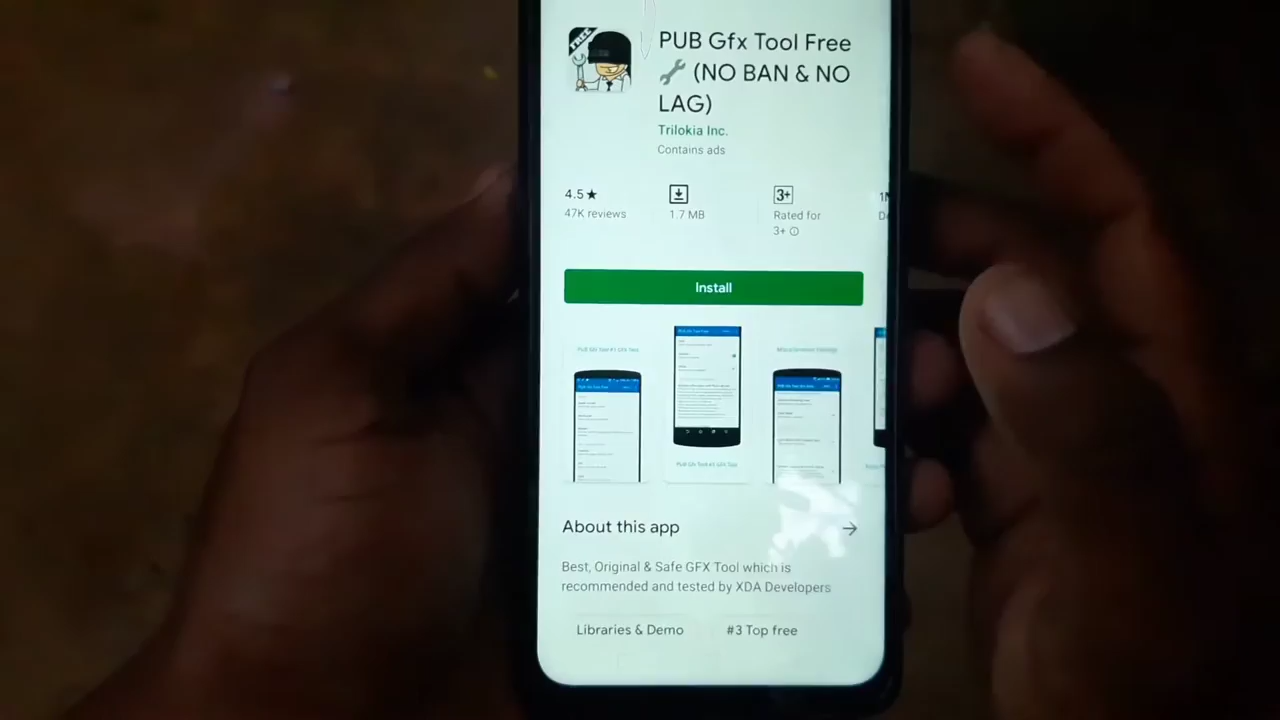 FREE
PUB Gfx Tool Free
(NO BAN & NO
LAG)
Trilokia Inc.
Contains ads
4.5★
47K reviews
1.7 MB
3+
Rated for
3+
Install
About this app
Best, Original & Safe GFX Tool which is
recommended and tested by XDA Developers
Libraries & Demo
#3 Top free